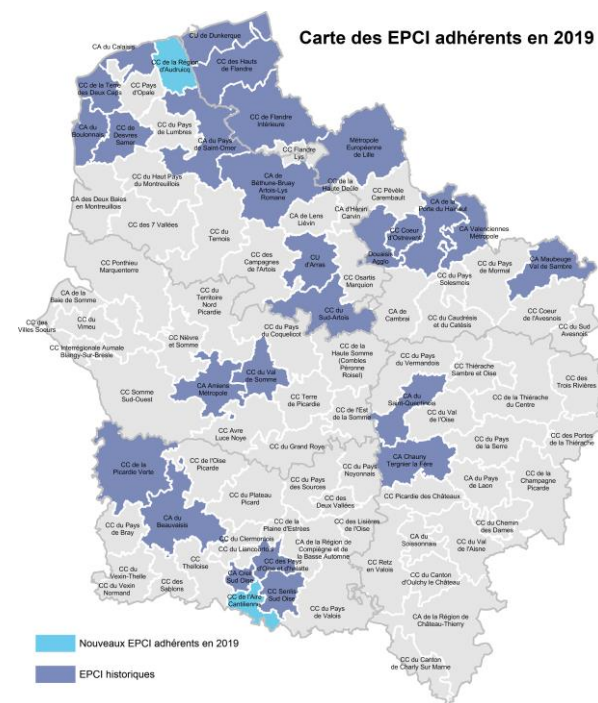 Carte des EPCI adhérents en 2019
CU de Dunkerque
CA du Calaisis
CC de la Région
d'Audruicq
CC des Hauts
de Flandre
CC de la Terre
des Deux Caps
CC Pays
d'Opale
CC de Flandre
Intérieure
CC du Pays
de Lumbres
CA du
Boulonnais
CC de
Desvres
Samer
CA du Pays
de Saint-Omer
Métropole
Européenne
de Lille
CC Flandre
Lys
CC du Haut Pays
du Montreuillois
CA de
Béthune-Bruay
Artois-Lys
Romane
CC de la
Haute Deûle
CC Pévèle
Carembault
CA des Deux Baies
en Montreuillois
CA de Lens
Liévin
CA d'Hénin
Carvin
CA de la
Porte du Hainaut
CC Coeur
d'Ostrevent
CA Valenciennes
Métropole
CC des 7 Vallées
CC du
Ternois
Douaisis
Agglo
CC des
Campagnes
de l'Artois
CU
d'Arras
CC Osartis
Marquion
CC du Pays
de Mormal
CA Maubeuge
Val de Sambre
CC Ponthieu
Marquenterre
CC du Pays
Solesmois
CC du
Sud-Artois
CA de
Cambrai
CC du Caudrésis
et du Catésis
CC Coeur
de l'Avesnois
CC du Sud
Avesnois
CA de la
Baie de Somme
CC du
Territoire
Nord
Picardie
CC des
Villes Soeurs
CC du
Vimeu
CC du Pays
du Coquelicot
CC Interrégionale Aumale
Blangy-Sur-Bresle
CC Nièvre
et Somme
CC de la
Haute Somme
(Combles
Péronne
Roisel)
CC du Pays
du Vermandois
CC Thiérache
Sambre et Oise
CC des
Trois Rivières
CC du Val
de Somme
CA Amiens
Métropole
CC Somme
Sud-Ouest
CC Terre
de Picardie
CA du
Saint-Quentinois
CC de la Thiérache
du Centre
CC de l'Est
de la Somme
CC du Val
de l'Oise
CC Avre
Luce Noye
CC du Grand Roye
CC du Pays
de la Serre
CC des Portes
de la Thiérache
CC de la
Picardie Verte
CC de l'Oise
Picarde
CC du Pays
Noyonnais
CA Chauny
Tergnier la Fère
CC du Pays
des Sources
CA du Pays
de Laon
CC de la
Champagne
Picarde
CC du Plateau
Picard
CC des
Deux Vallées
CC Picardie des Châteaux
CA du
Beauvaisis
CC du Pays
de Bray
CC de la
Plaine d'Estrées
CC des Lisières
de l'Oise
CC du Chemin
des Dames
CC du Clermontois
CC du Liancourtois
CA de la Région de
Compiègne et de
la Basse Automne
CA du
Soissonnais
CC du Val
de l'Aisne
CC du
Vexin-Thelle
CC
Thelloise
CC des Pays
d'Oise et d'Halatte
CC Retz
en Valois
CC du Vexin
Normand
CC des
Sablons
CA Creil
Sud Oise
CC Senlis
Sud Oise
CC du Canton
d'Oulchy le Château
CC de l'Aire
Cantilienne
CC du Pays
de Valois
CA de la Région de
Château-Thierry
CC du Canton
de Charly Sur Marne
Nouveaux EPCI adhérents en 2019
EPCI historiques